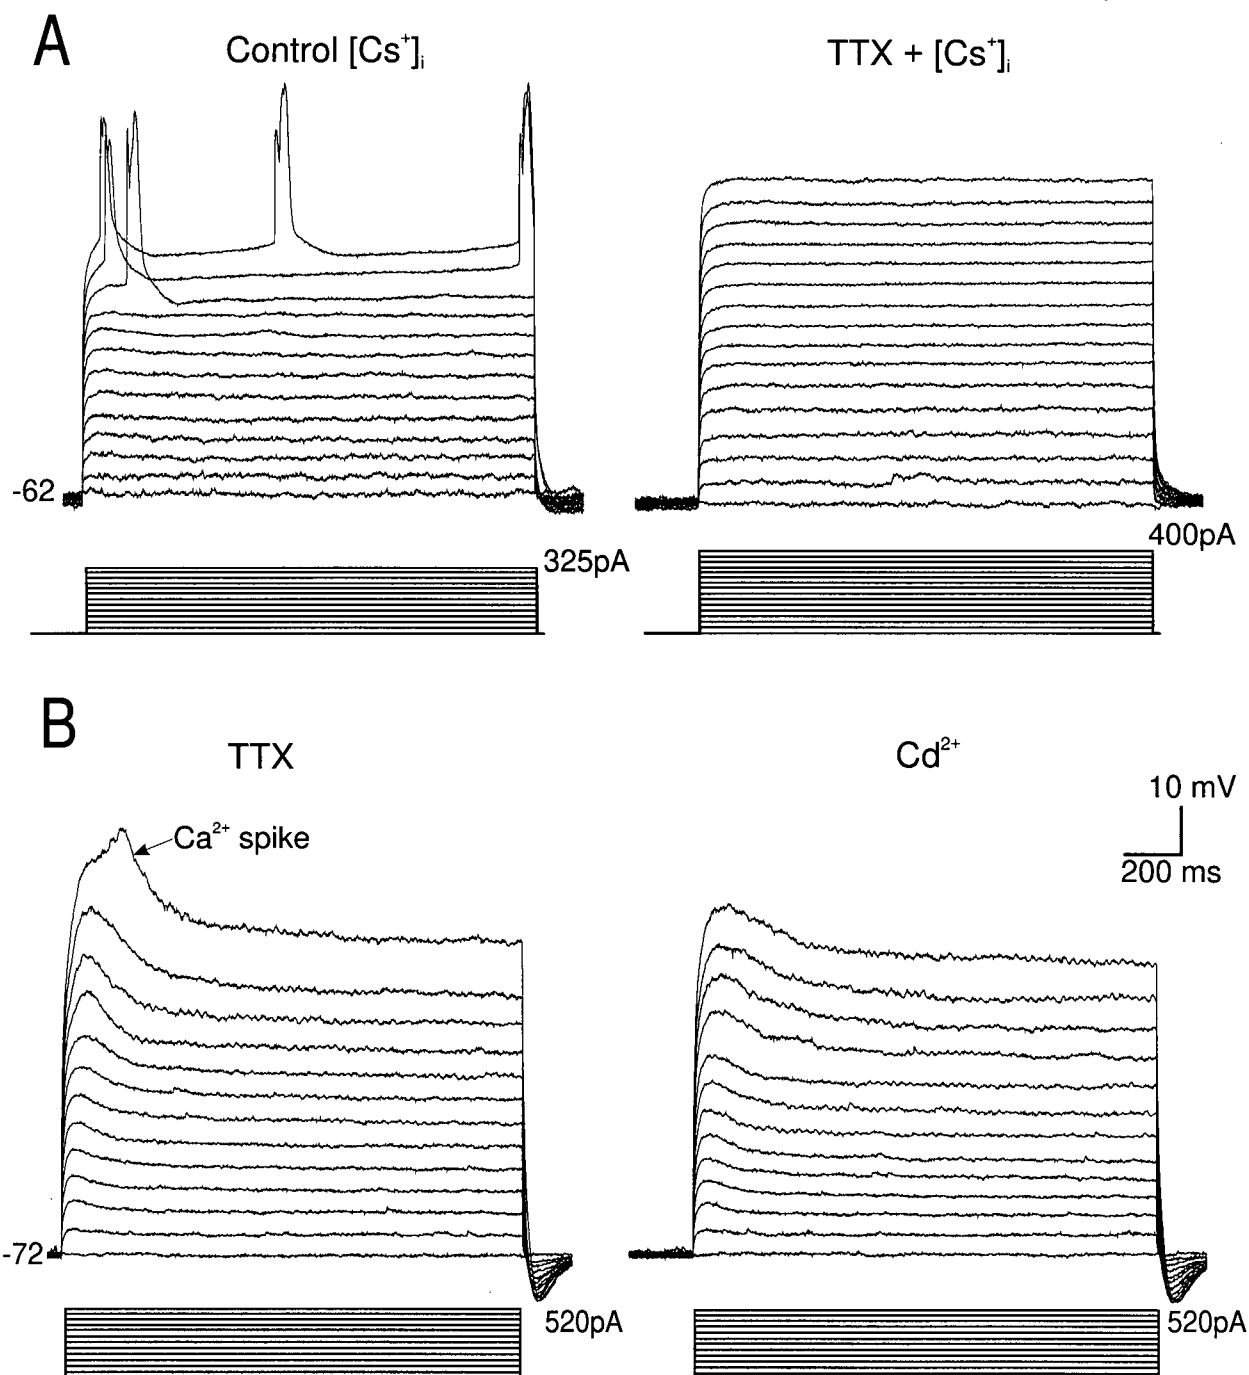 A
Control [Cs⁺]ᵢ
TTX + [Cs⁺]ᵢ
-62
325pA
400pA
B
TTX
Cd²⁺
10 mV
200 ms
Ca²⁺ spike
-72
520pA
520pA